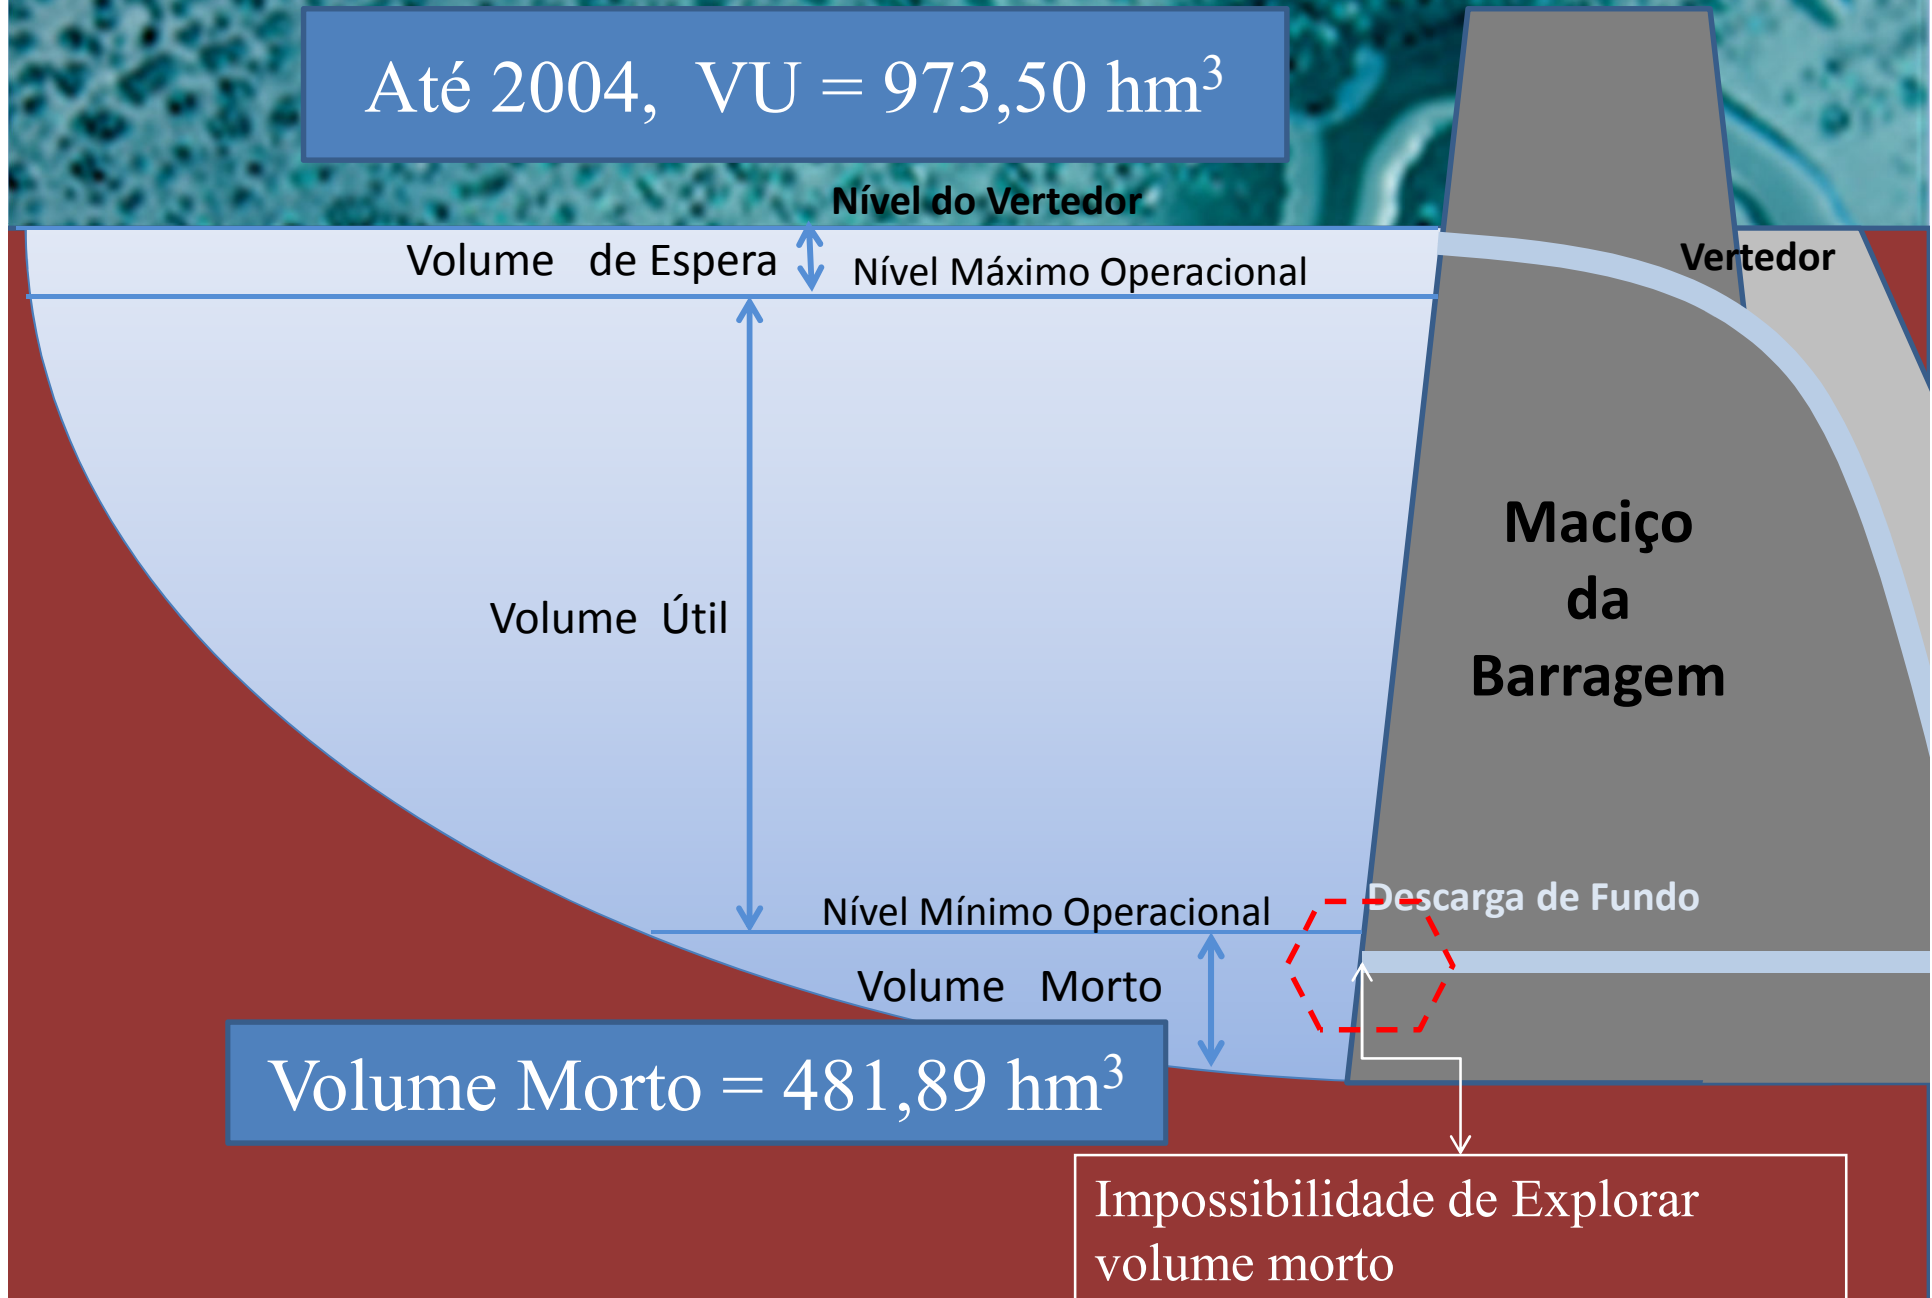 Até 2004, VU = 973,50 hm³
Nível do Vertedor
Volume de Espera
Nível Máximo Operacional
Vertedor
Maciço
da
Barragem
Volume Útil
Nível Mínimo Operacional
Descarga de Fundo
Volume Morto
Volume Morto = 481,89 hm³
Impossibilidade de Explorar
volume morto